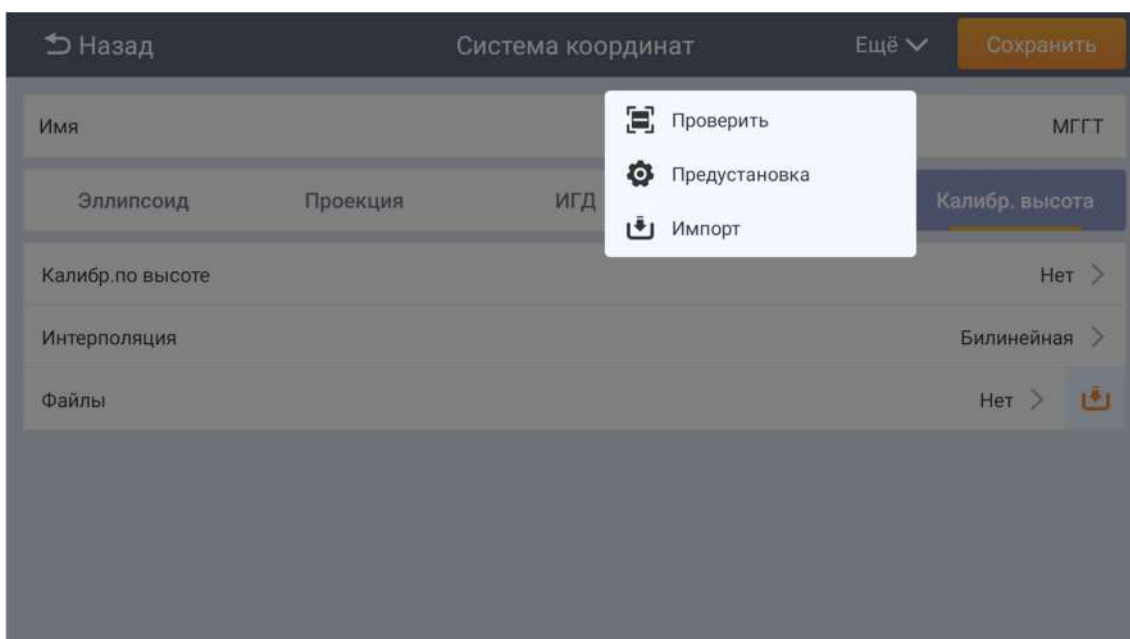 Назад Система координат Ещё Сохранить
Имя МГГТ
Проверить
Предустановка
Импорт
Эллипсоид Проекция ИГД Калибр. высота
Калибр.по высоте Нет
Интерполяция Билинейная
Файлы Нет